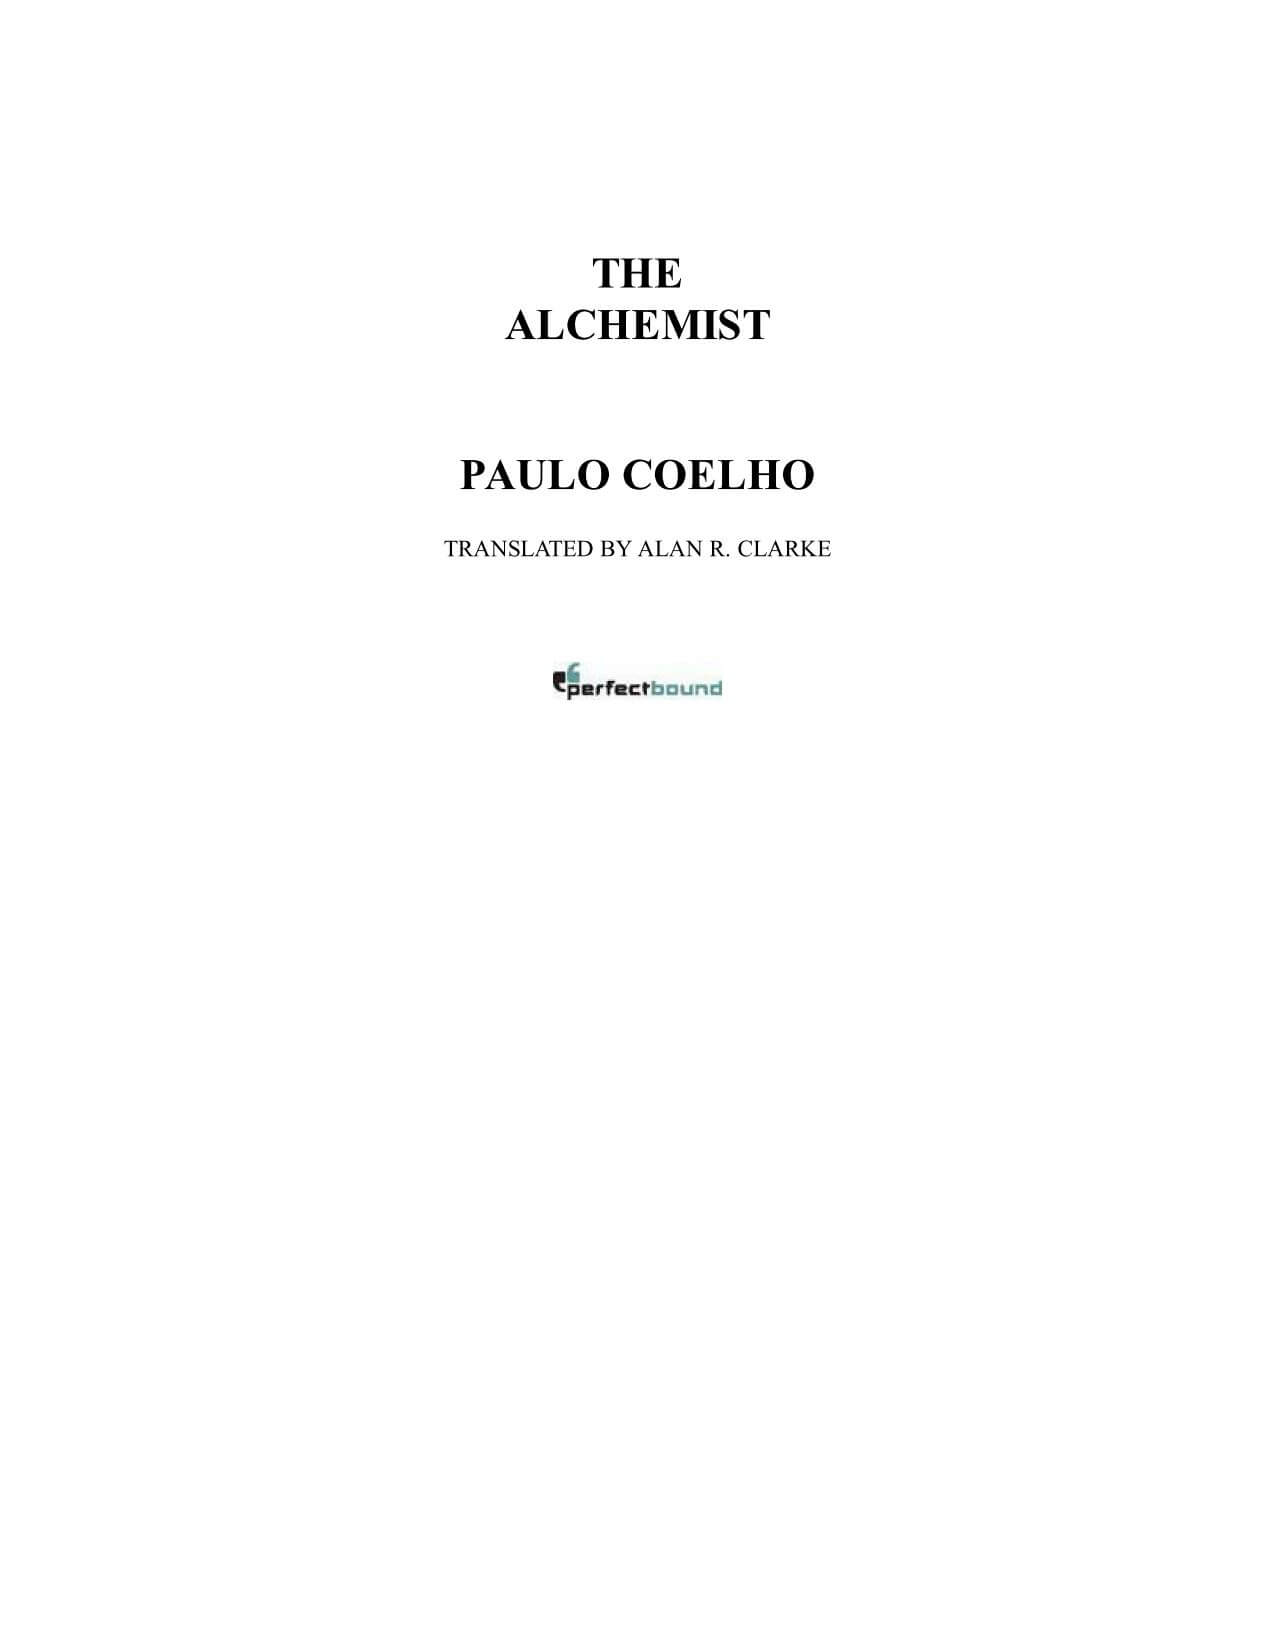 THE
ALCHEMIST
PAULO COELHO
TRANSLATED BY ALAN R. CLARKE
perfectbound